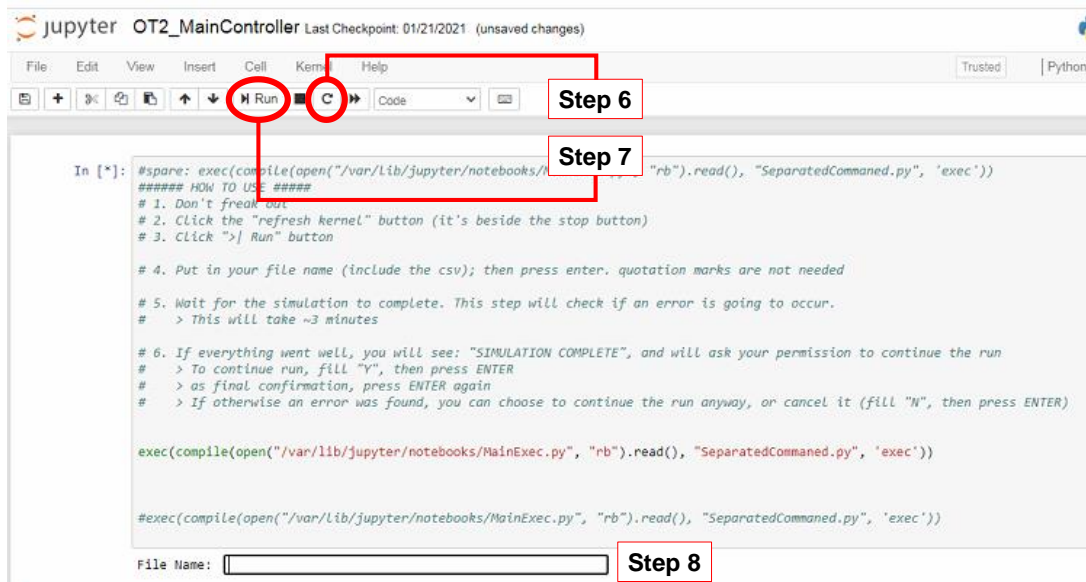 jupyter OT2_MainController Last Checkpoint: 01/21/2021 (unsaved changes)
File Edit View Insert Cell Kernel Help Trusted Python
Run Code
Step 6
Step 7
In [*]: #spare: exec(compile(open("/var/lib/jupyter/notebooks/ "rb").read(), "SeparatedCommaned.py", 'exec'))
###### HOW TO USE #####
# 1. Don't freak out
# 2. Click the "refresh kernel" button (it's beside the stop button)
# 3. Click ">| Run" button
# 4. Put in your file name (include the csv); then press enter. quotation marks are not needed
# 5. Wait for the simulation to complete. This step will check if an error is going to occur.
# > This will take ~3 minutes
# 6. If everything went well, you will see: "SIMULATION COMPLETE", and will ask your permission to continue the run
# > To continue run, fill "Y", then press ENTER
# > as final confirmation, press ENTER again
# > If otherwise an error was found, you can choose to continue the run anyway, or cancel it (fill "N", then press ENTER)
exec(compile(open("/var/lib/jupyter/notebooks/MainExec.py", "rb").read(), "SeparatedCommaned.py", 'exec'))
#exec(compile(open("/var/lib/jupyter/notebooks/MainExec.py", "rb").read(), "SeparatedCommaned.py", 'exec'))
File Name:
Step 8